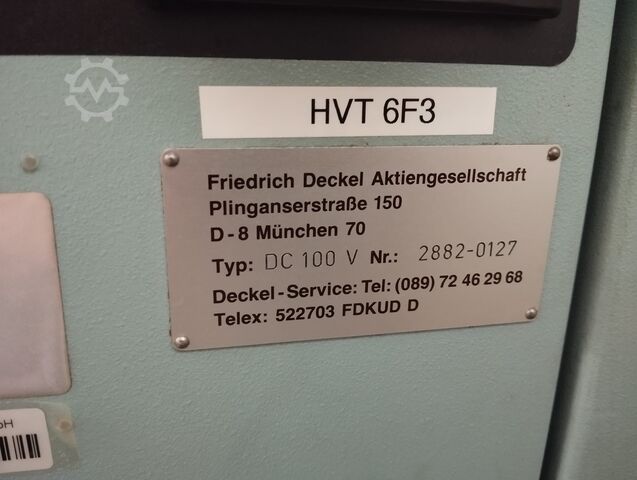 HVT 6F3
Friedrich Deckel Aktiengesellschaft
Plinganserstraße 150
D-8 München 70
Typ: DC 100 V Nr.: 2882-0127
Deckel-Service: Tel: (089) 72 46 29 68
Telex: 522703 FDKUD D
bH